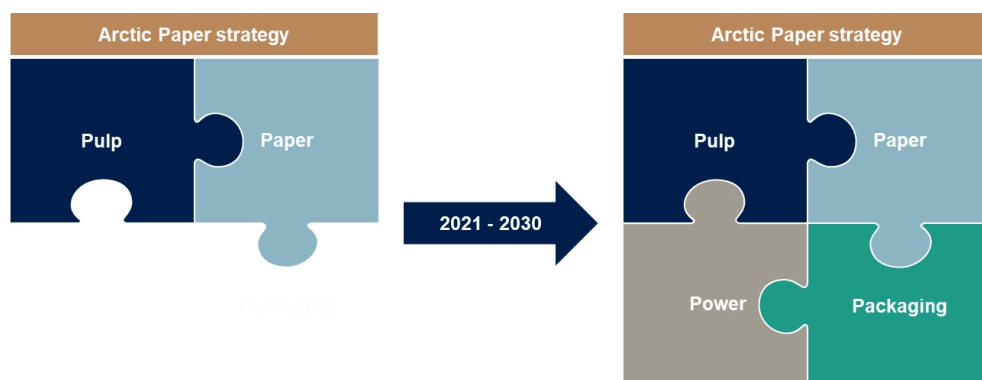 Arctic Paper strategy
Arctic Paper strategy
Pulp
Paper
Pulp
Paper
2021 - 2030
Power
Packaging